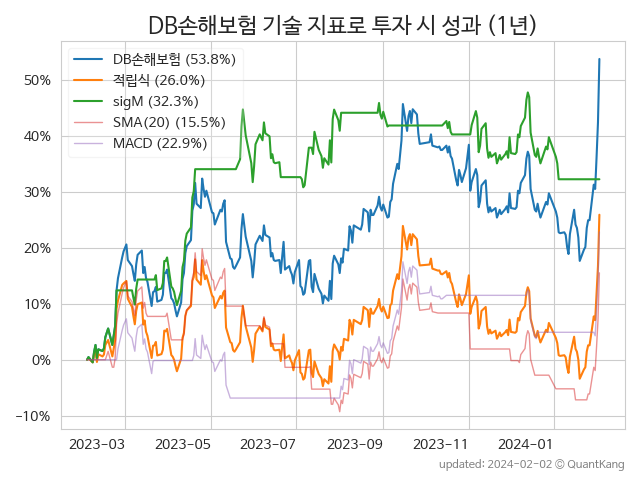 DB손해보험 기술 지표로 투자 시 성과 (1년)
DB손해보험 (53.8%)
적립식 (26.0%)
sigM (32.3%)
SMA(20) (15.5%)
MACD (22.9%)
50%
40%
30%
20%
10%
0%
−10%
2023-03 2023-05 2023-07 2023-09 2023-11 2024-01
updated: 2024-02-02 © QuantKang